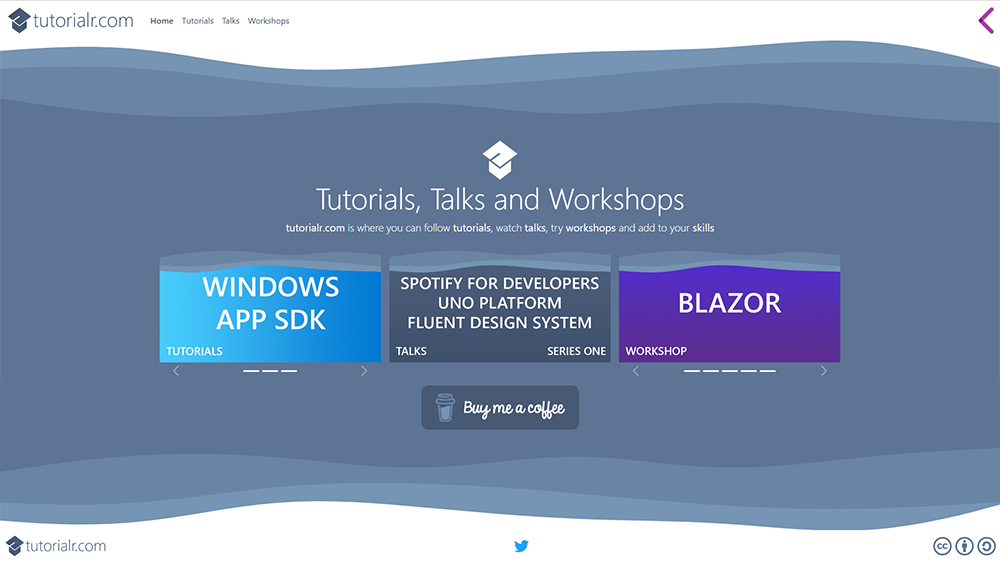 tutorialr.com Home Tutorials Talks Workshops
Tutorials, Talks and Workshops
tutorialr.com is where you can follow tutorials, watch talks, try workshops and add to your skills
WINDOWS
APP SDK
TUTORIALS
SPOTIFY FOR DEVELOPERS
UNO PLATFORM
FLUENT DESIGN SYSTEM
TALKS SERIES ONE
BLAZOR
WORKSHOP
Buy me a coffee
tutorialr.com
cc